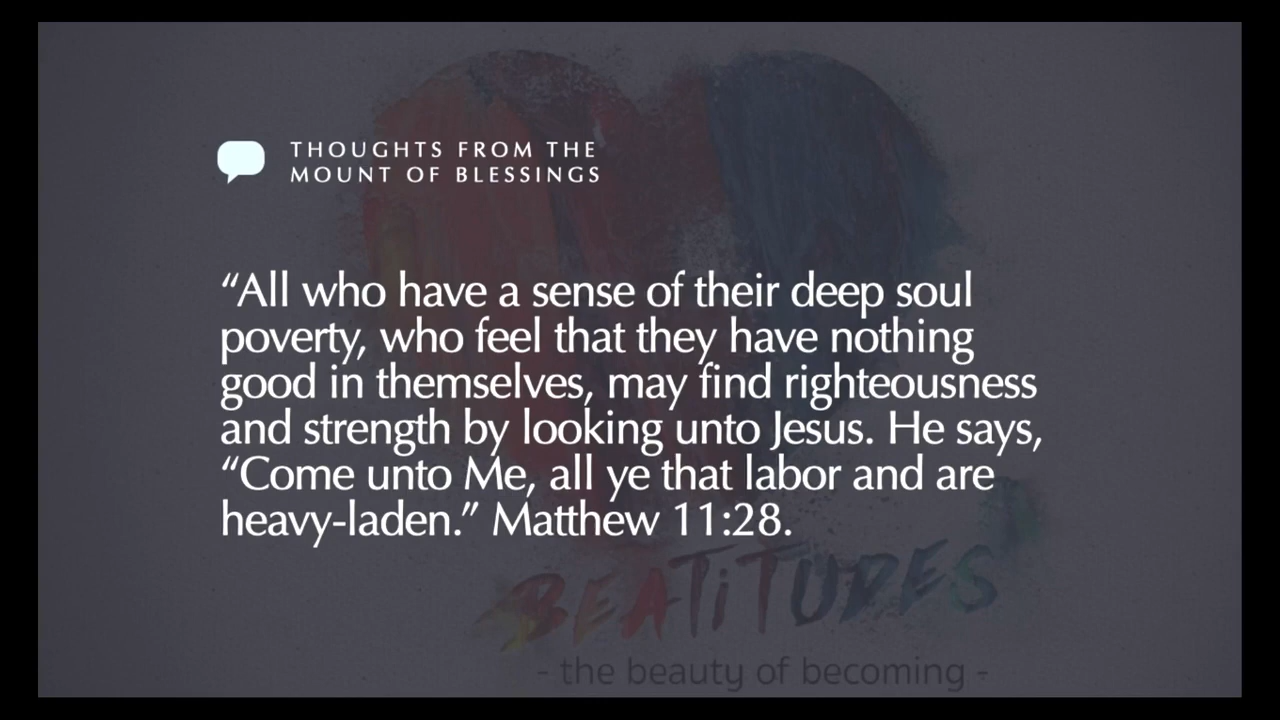 THOUGHTS FROM THE
MOUNT OF BLESSINGS
“All who have a sense of their deep soul
poverty, who feel that they have nothing
good in themselves, may find righteousness
and strength by looking unto Jesus. He says,
“Come unto Me, all ye that labor and are
heavy-laden.” Matthew 11:28.
BEATiTUDES
- the beauty of becoming -